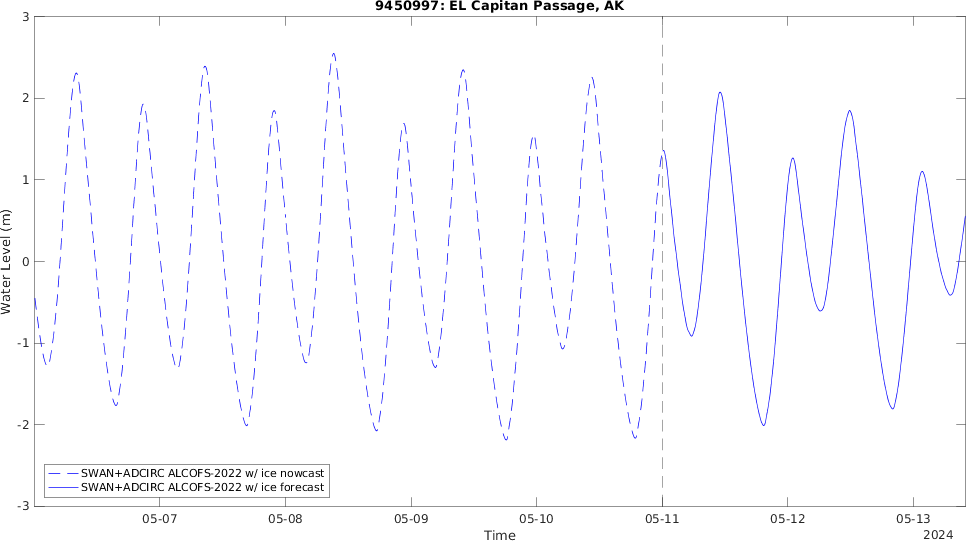 9450997: EL Capitan Passage, AK
Water Level (m)
3
2
1
0
-1
-2
-3
SWAN+ADCIRC ALCOFS-2022 w/ ice nowcast
SWAN+ADCIRC ALCOFS-2022 w/ ice forecast
05-07 05-08 05-09 05-10 05-11 05-12 05-13
Time
2024